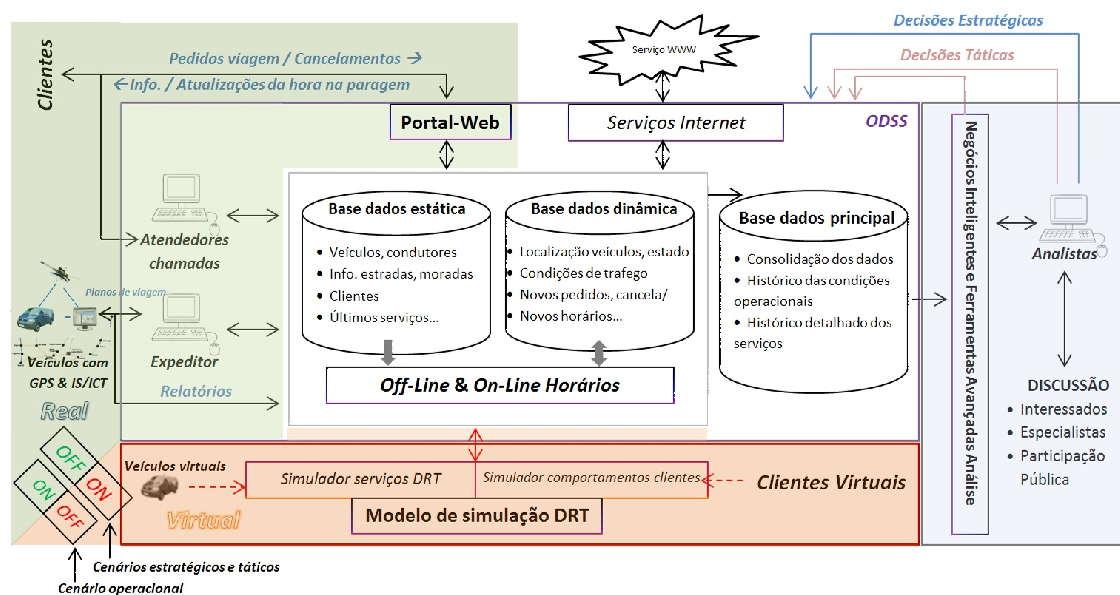 Decisões Estratégicas
Serviço WWW
Clientes
Pedidos viagem / Cancelamentos →
Decisões Táticas
← Info. / Atualizações da hora na paragem
Portal-Web
Serviços Internet
ODSS
Negócios Inteligentes e Ferramentas Avançadas Análise
Base dados estática
Base dados dinâmica
Base dados principal
Atendedores
chamadas
• Veículos, condutores
• Info. estradas, moradas
• Clientes
• Últimos serviços...
• Localização veículos, estado
• Condições de trafego
• Novos pedidos, cancela/
• Novos horários...
• Consolidação dos dados
• Histórico das condições
operacionais
• Histórico detalhado dos
serviços
Analistas
Planos de viagem
Expeditor
Veículos com
GPS & IS/ICT
Relatórios
Off-Line & On-Line Horários
DISCUSSÃO
• Interessados
• Especialistas
• Participação
Pública
Real
OFF
ON
ON
OFF
Veículos virtuais
Simulador serviços DRT
Simulador comportamentos clientes
Clientes Virtuais
Virtual
Modelo de simulação DRT
Cenários estratégicos e táticos
Cenário operacional